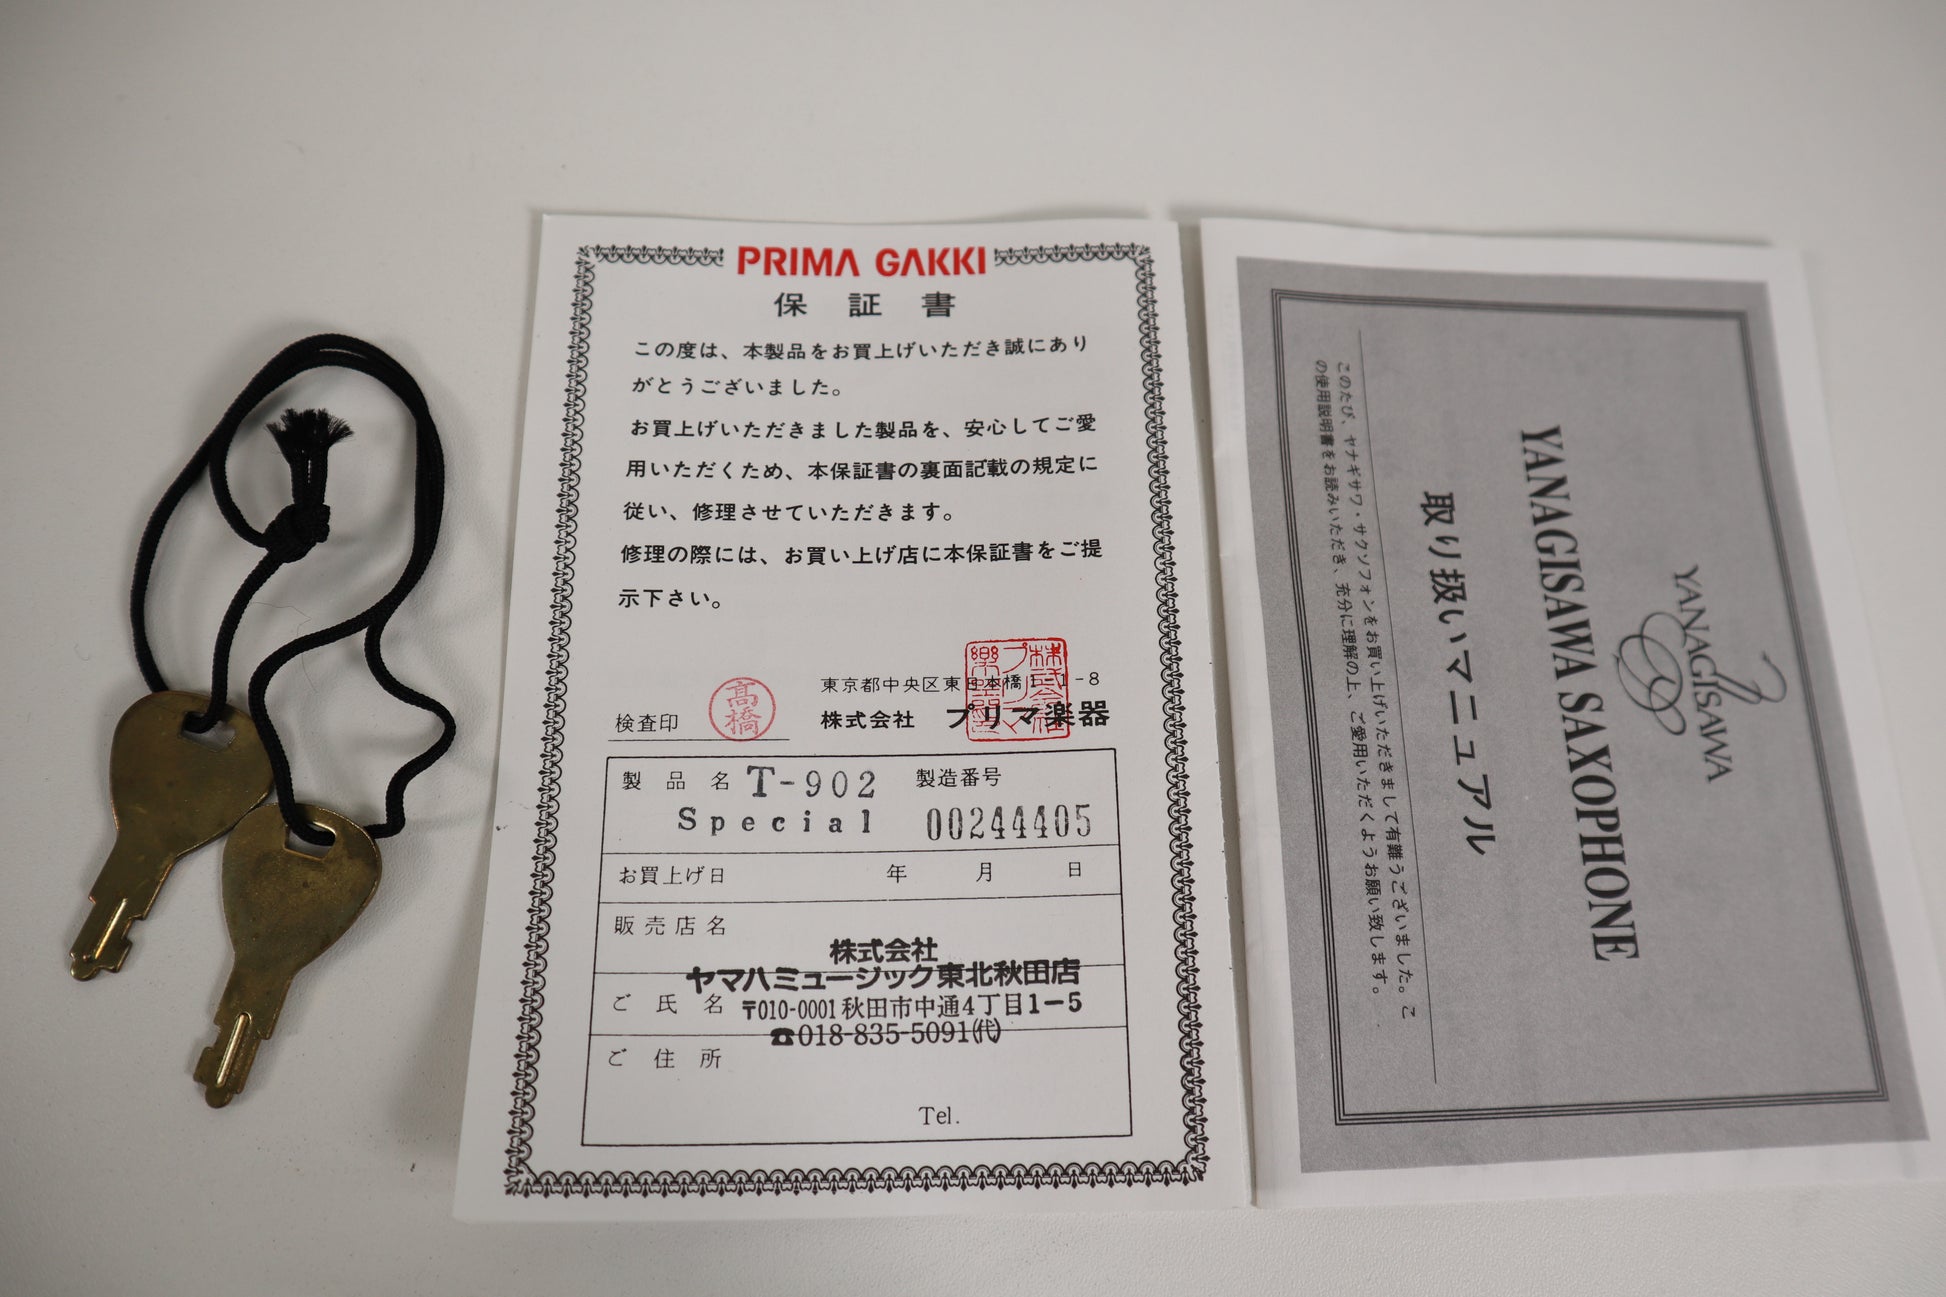 PRIMA GAKKI
保証書
この度は、本製品をお買上げいただき誠にあり
がとうございました。
お買上げいただきました製品を、安心してご愛
用いただくため、本保証書の裏面記載の規定に
従い、修理させていただきます。
修理の際には、お買い上げ店に本保証書をご提
示下さい。
検査印
高橋
東京都中央区東日本橋1-1-8
株式会社 プリマ楽器
製品名 T-902 製造番号
Special 00244405
お買上げ日 年 月 日
販売店名
株式会社
ヤマハミュージック東北秋田店
ご氏名 〒010-0001 秋田市中通4丁目1-5
☎018-835-5091(代)
ご住所
Tel.
YANAGISAWA
YANAGISAWA SAXOPHONE
取り扱いマニュアル
このたび、ヤナギサワ・サクソフォンをお買い上げいただきまして有難うございました。こ
の使用説明書をお読みいただき、充分に理解の上、ご愛用いただくようお願い致します。